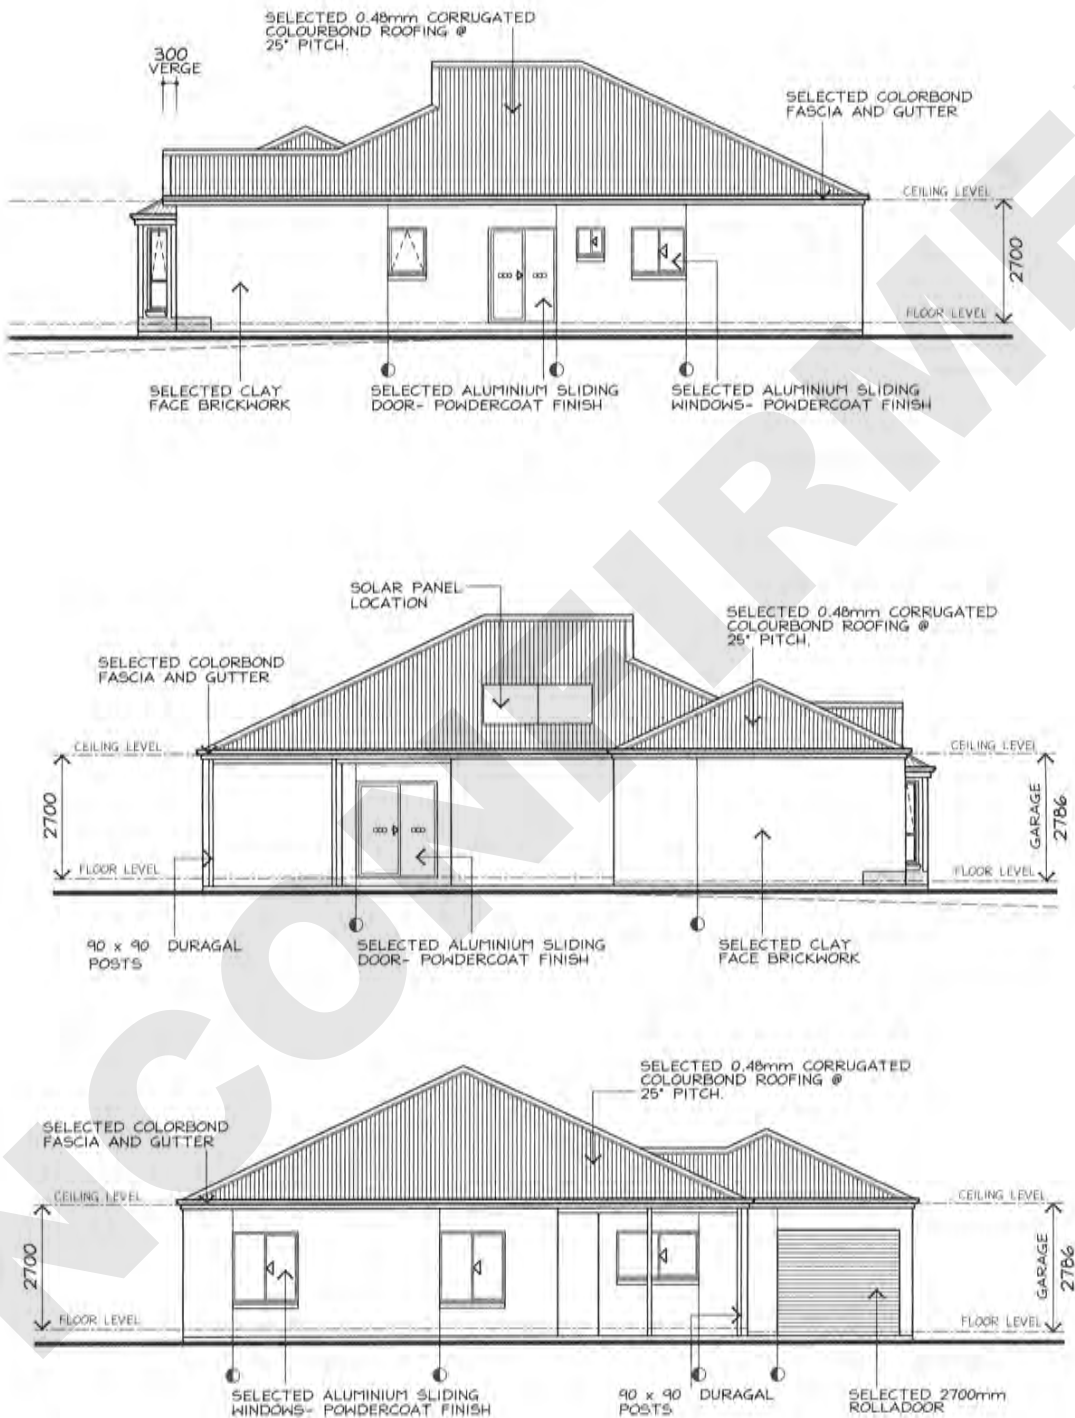 SELECTED 0.48mm CORRUGATED
COLOURBOND ROOFING @
25° PITCH.
300
VERGE
SELECTED COLORBOND
FASCIA AND GUTTER
CEILING LEVEL
2700
FLOOR LEVEL
SELECTED CLAY
FACE BRICKWORK
SELECTED ALUMINIUM SLIDING
DOOR- POWDERCOAT FINISH
SELECTED ALUMINIUM SLIDING
WINDOWS- POWDERCOAT FINISH
SOLAR PANEL
LOCATION
SELECTED 0.48mm CORRUGATED
COLOURBOND ROOFING @
25° PITCH.
SELECTED COLORBOND
FASCIA AND GUTTER
CEILING LEVEL
CEILING LEVEL
2700
GARAGE
2786
FLOOR LEVEL
FLOOR LEVEL
90 x 90 DURAGAL
POSTS
SELECTED ALUMINIUM SLIDING
DOOR- POWDERCOAT FINISH
SELECTED CLAY
FACE BRICKWORK
SELECTED 0.48mm CORRUGATED
COLOURBOND ROOFING @
25° PITCH.
SELECTED COLORBOND
FASCIA AND GUTTER
CEILING LEVEL
CEILING LEVEL
2700
GARAGE
2786
FLOOR LEVEL
FLOOR LEVEL
SELECTED ALUMINIUM SLIDING
WINDOWS- POWDERCOAT FINISH
90 x 90 DURAGAL
POSTS
SELECTED 2700mm
ROLLADOOR
NCONFIRME